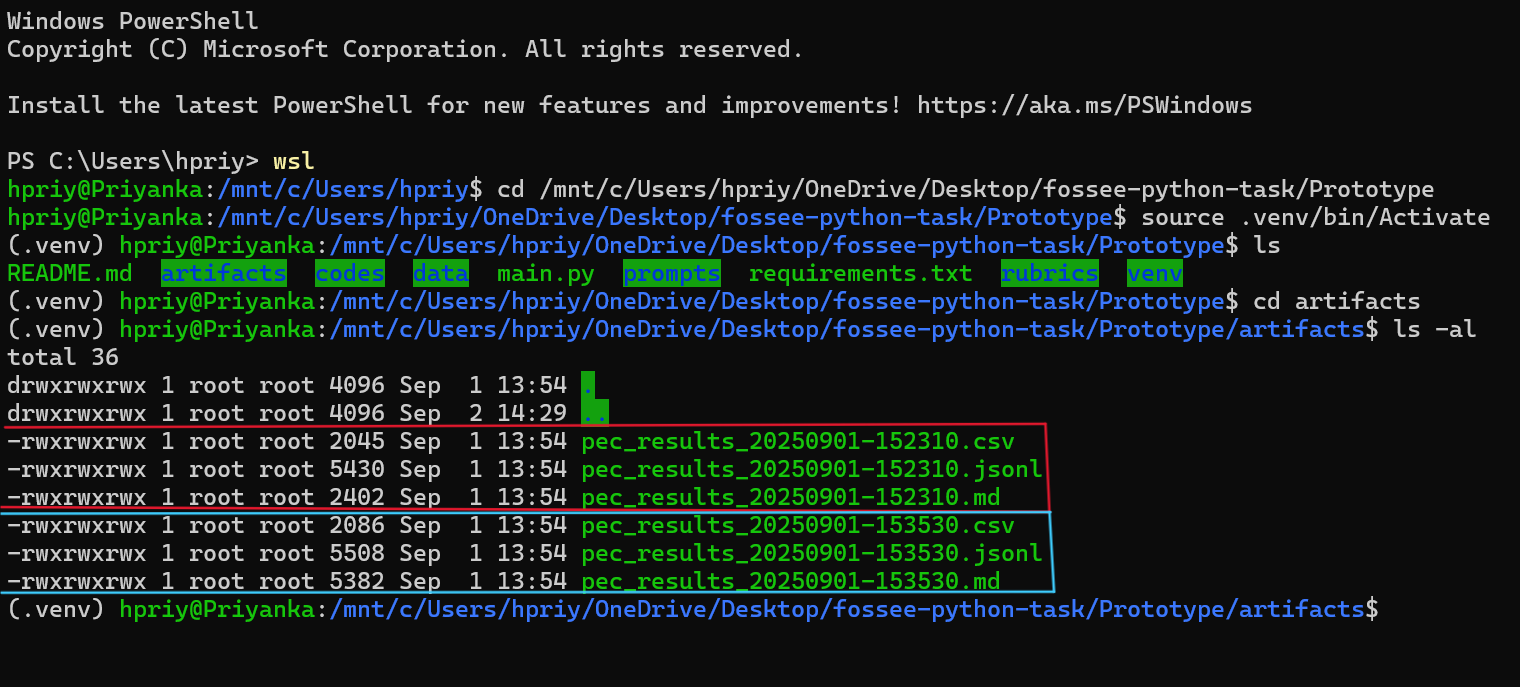 Windows PowerShell
Copyright (C) Microsoft Corporation. All rights reserved.
Install the latest PowerShell for new features and improvements! https://aka.ms/PSWindows
PS C:\Users\hpriy> wsl
hpriy@Priyanka:/mnt/c/Users/hpriy$ cd /mnt/c/Users/hpriy/OneDrive/Desktop/fossee-python-task/Prototype
hpriy@Priyanka:/mnt/c/Users/hpriy/OneDrive/Desktop/fossee-python-task/Prototype$ source .venv/bin/Activate
(.venv) hpriy@Priyanka:/mnt/c/Users/hpriy/OneDrive/Desktop/fossee-python-task/Prototype$ ls
README.md  artifacts  codes  data  main.py  prompts  requirements.txt  rubrics  venv
(.venv) hpriy@Priyanka:/mnt/c/Users/hpriy/OneDrive/Desktop/fossee-python-task/Prototype$ cd artifacts
(.venv) hpriy@Priyanka:/mnt/c/Users/hpriy/OneDrive/Desktop/fossee-python-task/Prototype/artifacts$ ls -al
total 36
drwxrwxrwx 1 root root 4096 Sep  1 13:54 .
drwxrwxrwx 1 root root 4096 Sep  2 14:29 ..
-rwxrwxrwx 1 root root 2045 Sep  1 13:54 pec_results_20250901-152310.csv
-rwxrwxrwx 1 root root 5430 Sep  1 13:54 pec_results_20250901-152310.jsonl
-rwxrwxrwx 1 root root 2402 Sep  1 13:54 pec_results_20250901-152310.md
-rwxrwxrwx 1 root root 2086 Sep  1 13:54 pec_results_20250901-153530.csv
-rwxrwxrwx 1 root root 5508 Sep  1 13:54 pec_results_20250901-153530.jsonl
-rwxrwxrwx 1 root root 5382 Sep  1 13:54 pec_results_20250901-153530.md
(.venv) hpriy@Priyanka:/mnt/c/Users/hpriy/OneDrive/Desktop/fossee-python-task/Prototype/artifacts$